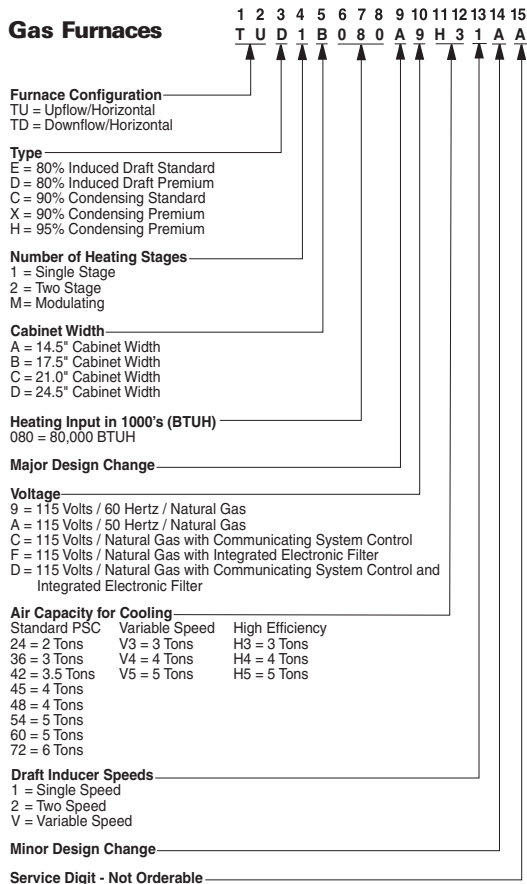 Gas Furnaces
1 2 3 4 5 6 7 8 9 10 11 12 13 14 15
T U D 1 B 0 8 0 A 9 H 3 1 A A
Furnace Configuration
TU = Upflow/Horizontal
TD = Downflow/Horizontal
Type
E = 80% Induced Draft Standard
D = 80% Induced Draft Premium
C = 90% Condensing Standard
X = 90% Condensing Premium
H = 95% Condensing Premium
Number of Heating Stages
1 = Single Stage
2 = Two Stage
M= Modulating
Cabinet Width
A = 14.5" Cabinet Width
B = 17.5" Cabinet Width
C = 21.0" Cabinet Width
D = 24.5" Cabinet Width
Heating Input in 1000's (BTUH)
080 = 80,000 BTUH
Major Design Change
Voltage
9 = 115 Volts / 60 Hertz / Natural Gas
A = 115 Volts / 50 Hertz / Natural Gas
C = 115 Volts / Natural Gas with Communicating System Control
F = 115 Volts / Natural Gas with Integrated Electronic Filter
D = 115 Volts / Natural Gas with Communicating System Control and
Integrated Electronic Filter
Air Capacity for Cooling
Standard PSC Variable Speed High Efficiency
24 = 2 Tons V3 = 3 Tons H3 = 3 Tons
36 = 3 Tons V4 = 4 Tons H4 = 4 Tons
42 = 3.5 Tons V5 = 5 Tons H5 = 5 Tons
45 = 4 Tons
48 = 4 Tons
54 = 5 Tons
60 = 5 Tons
72 = 6 Tons
Draft Inducer Speeds
1 = Single Speed
2 = Two Speed
V = Variable Speed
Minor Design Change
Service Digit - Not Orderable